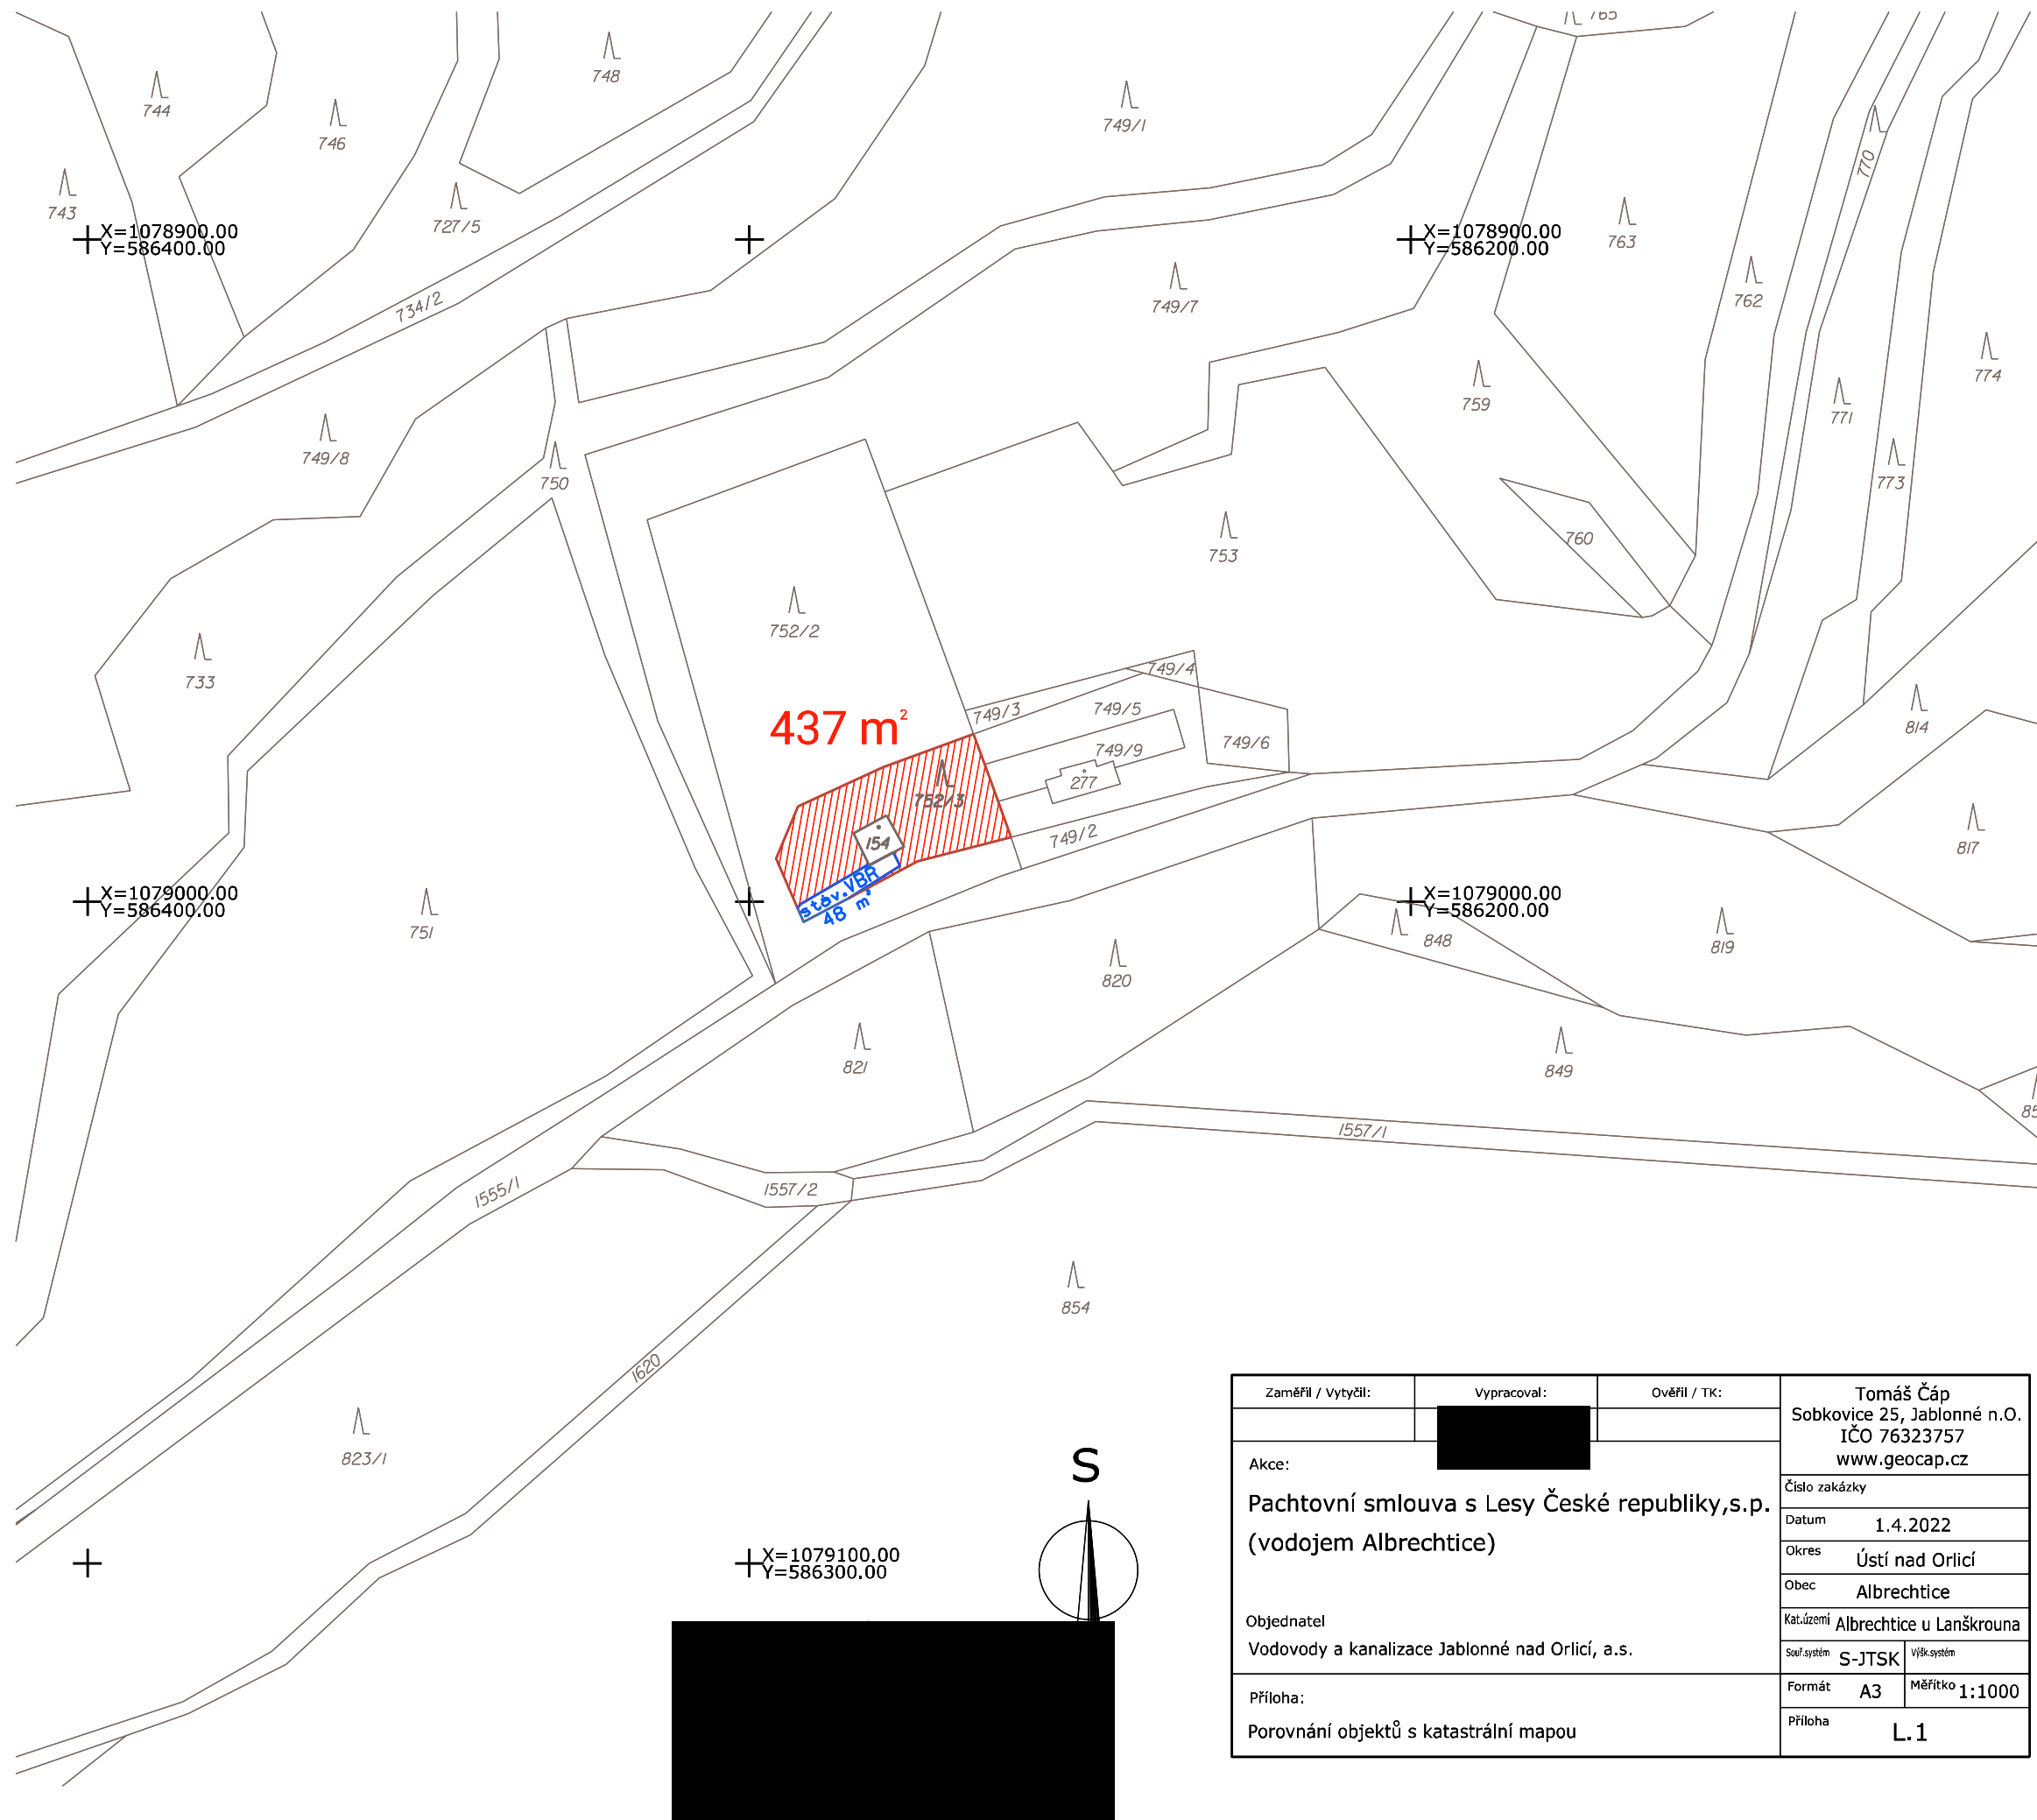 765
748
744
746
749/1
770
743
727/5
763
X=1078900.00
Y=586400.00
X=1078900.00
Y=586200.00
762
749/7
734/2
774
759
771
749/8
750
773
760
753
752/2
733
749/4
749/3
749/5
437 m²
749/6
749/9
814
277
752/3
154
749/2
817
stáv.VBR
48 m²
X=1079000.00
Y=586400.00
X=1079000.00
Y=586200.00
751
848
819
820
821
849
1557/1
1555/1
1557/2
854
1620
823/1
S
X=1079100.00
Y=586300.00
Zaměřil / Vytyčil:
Vypracoval:
Ověřil / TK:
Tomáš Čáp
Sobkovice 25, Jablonné n.O.
IČO 76323757
www.geocap.cz
Akce:
Pachtovní smlouva s Lesy České republiky,s.p.
(vodojem Albrechtice)
Číslo zakázky
Datum 1.4.2022
Okres Ústí nad Orlicí
Obec Albrechtice
Kat.území Albrechtice u Lanškrouna
Souř.systém S-JTSK Výšk.systém
Formát A3 Měřítko 1:1000
Příloha L.1
Objednatel
Vodovody a kanalizace Jablonné nad Orlicí, a.s.
Příloha:
Porovnání objektů s katastrální mapou